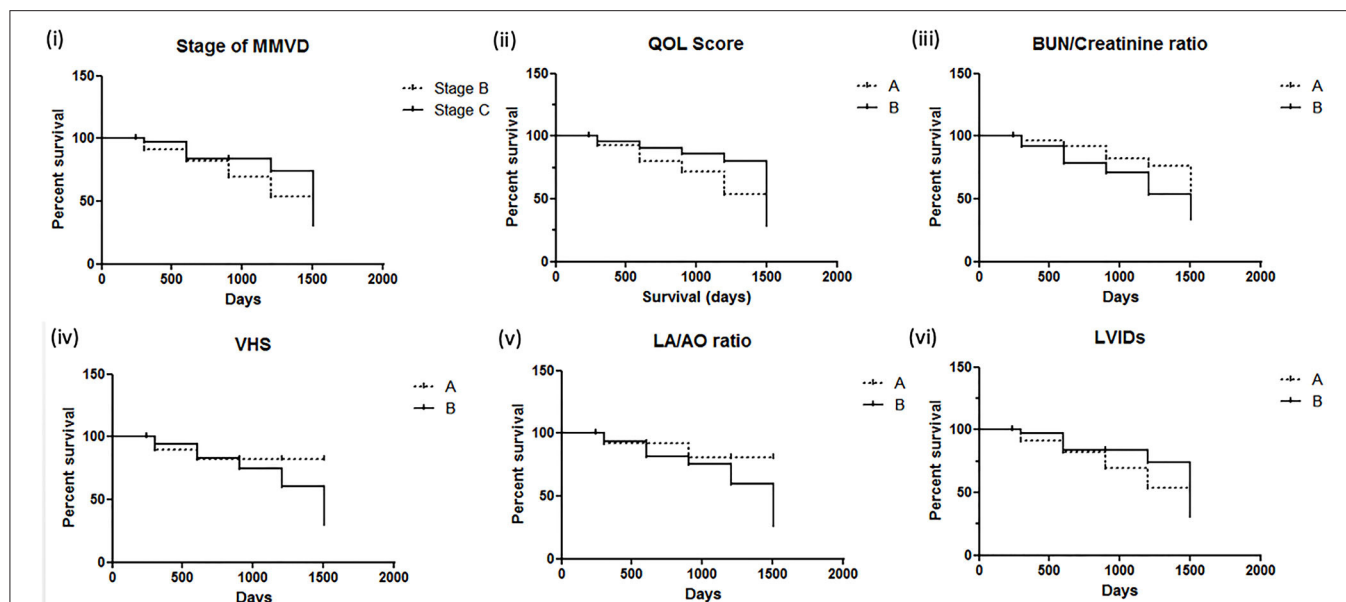 (i)
Stage of MMVD
Percent survival
150
100
50
0
0 500 1000 1500 2000
Days
Stage B
Stage C
(ii)
QOL Score
Percent survival
150
100
50
0
0 500 1000 1500 2000
Survival (days)
A
B
(iii)
BUN/Creatinine ratio
Percent survival
150
100
50
0
0 500 1000 1500 2000
Days
A
B
(iv)
VHS
Percent survival
150
100
50
0
0 500 1000 1500 2000
Days
A
B
(v)
LA/AO ratio
Percent survival
150
100
50
0
0 500 1000 1500 2000
Days
A
B
(vi)
LVIDs
Percent survival
150
100
50
0
0 500 1000 1500 2000
Days
A
B